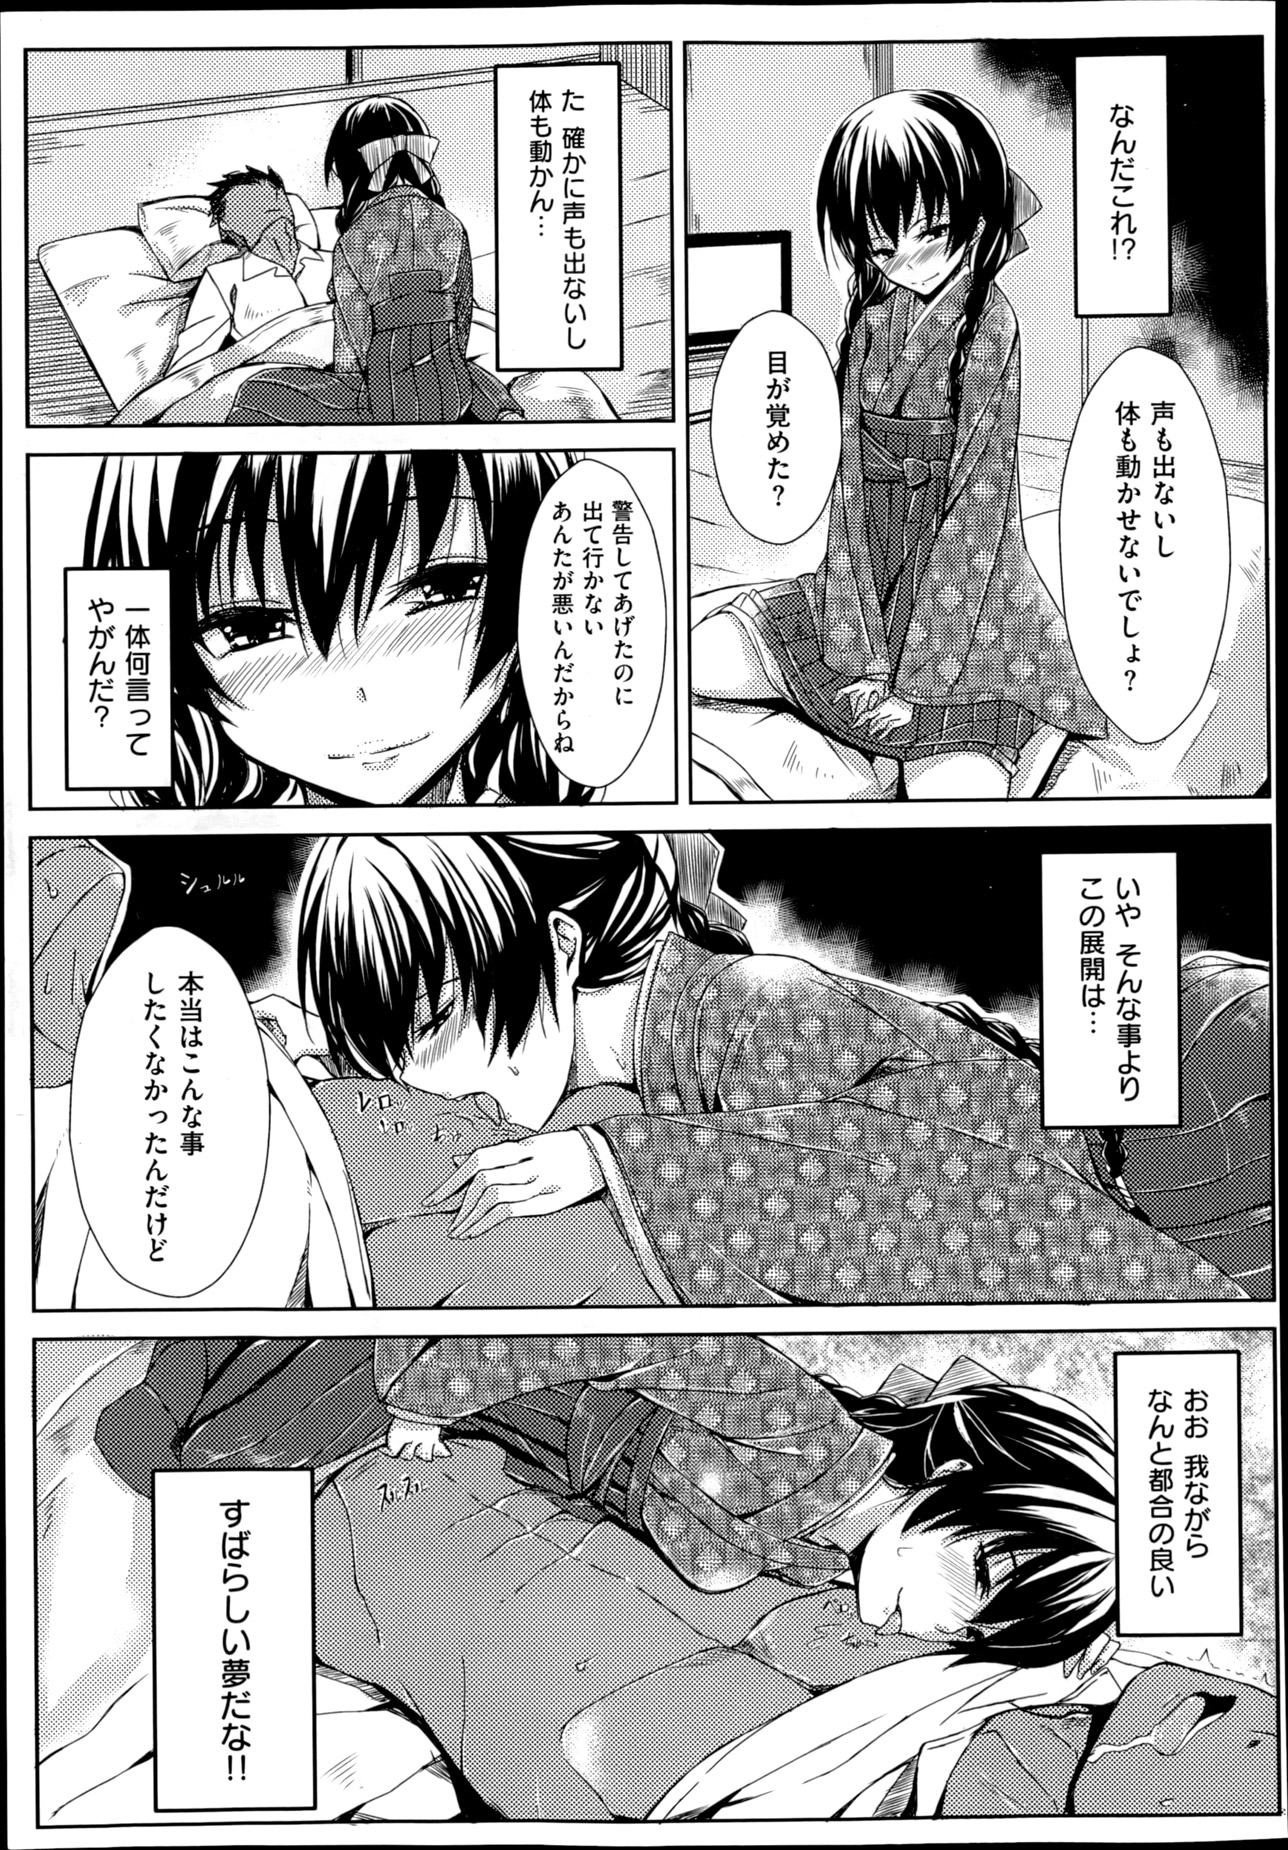 なんだこれ!?
声も出ないし
体も動かせないでしょ？
目が覚めた？
た 確かに声も出ないし
体も動かん…
警告してあげたのに
出て行かない
あんたが悪いんだからね
一体何言って
やがんだ？
いや そんな事より
この展開は…
シュルル
レロッ
本当はこんな事
したくなかったんだけど
おお 我ながら
なんと都合の良い
すばらしい夢だな!!